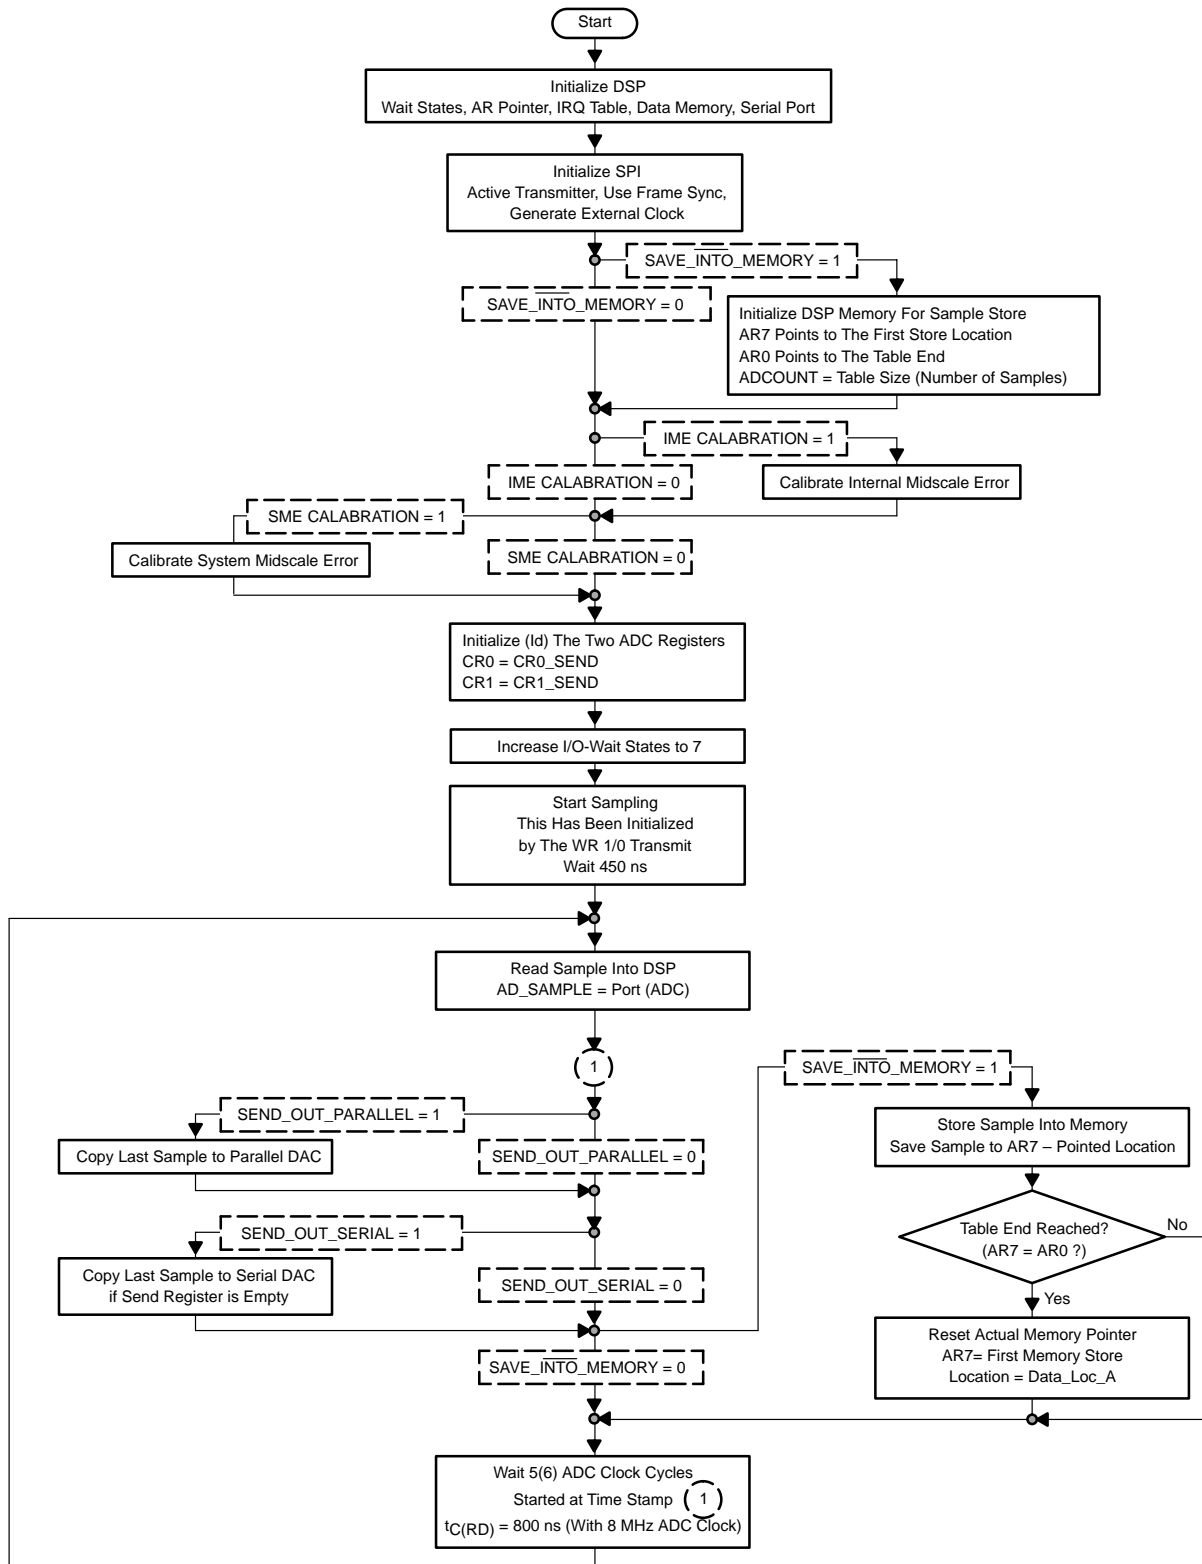 Start
Initialize DSP
Wait States, AR Pointer, IRQ Table, Data Memory, Serial Port
Initialize SPI
Active Transmitter, Use Frame Sync,
Generate External Clock
SAVE_INTO_MEMORY = 1
SAVE_INTO_MEMORY = 0
Initialize DSP Memory For Sample Store
AR7 Points to The First Store Location
AR0 Points to The Table End
ADCOUNT = Table Size (Number of Samples)
IME CALABRATION = 1
IME CALABRATION = 0
Calibrate Internal Midscale Error
SME CALABRATION = 1
Calibrate System Midscale Error
SME CALABRATION = 0
Initialize (Id) The Two ADC Registers
CR0 = CR0_SEND
CR1 = CR1_SEND
Increase I/O-Wait States to 7
Start Sampling
This Has Been Initialized
by The WR 1/0 Transmit
Wait 450 ns
Read Sample Into DSP
AD_SAMPLE = Port (ADC)
1
SAVE_INTO_MEMORY = 1
SEND_OUT_PARALLEL = 1
Copy Last Sample to Parallel DAC
SEND_OUT_PARALLEL = 0
Store Sample Into Memory
Save Sample to AR7 – Pointed Location
SEND_OUT_SERIAL = 1
Copy Last Sample to Serial DAC
if Send Register is Empty
SEND_OUT_SERIAL = 0
Table End Reached?
(AR7 = AR0 ?)
No
Yes
SAVE_INTO_MEMORY = 0
Reset Actual Memory Pointer
AR7= First Memory Store
Location = Data_Loc_A
Wait 5(6) ADC Clock Cycles
Started at Time Stamp 1
tC(RD) = 800 ns (With 8 MHz ADC Clock)